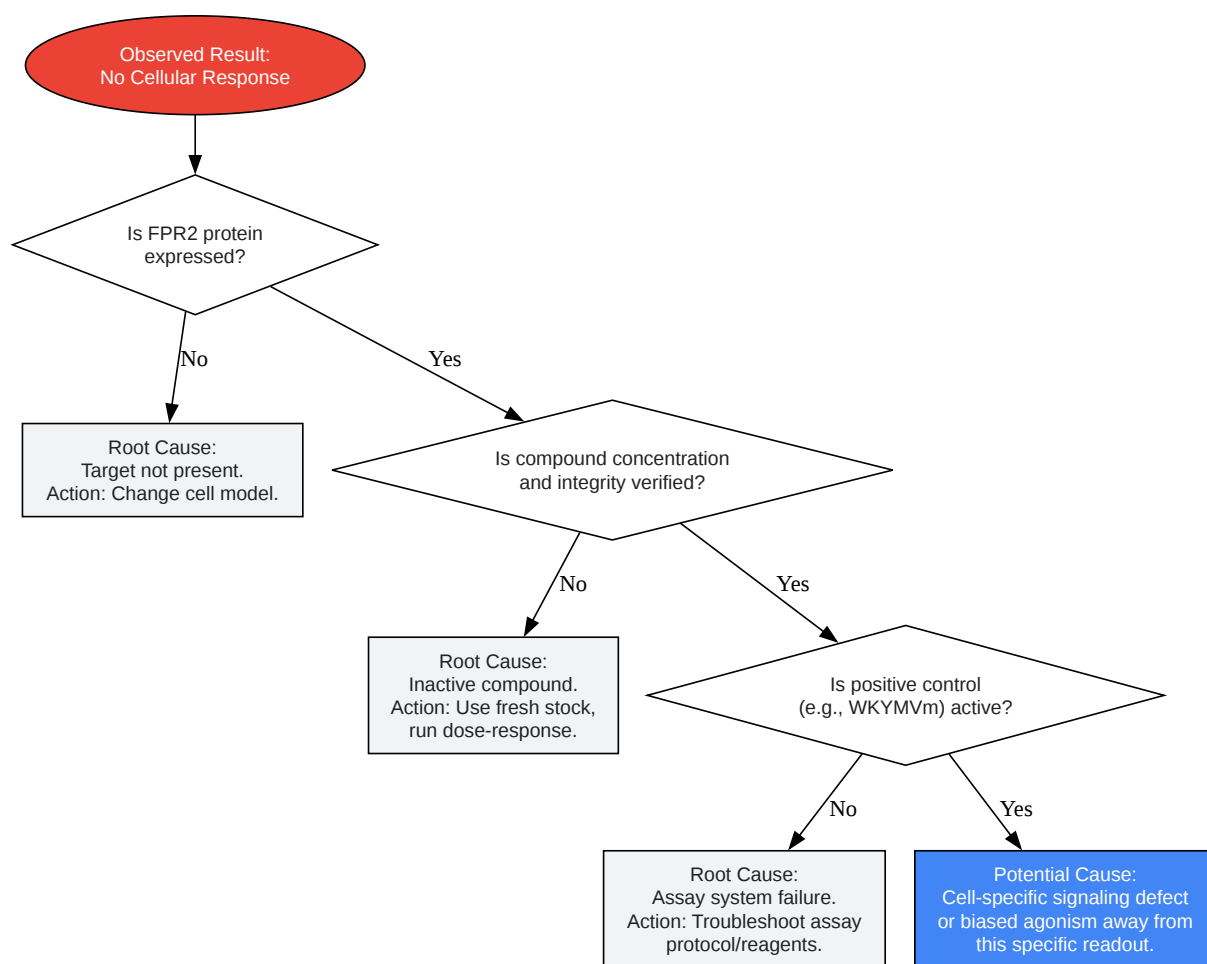 Observed Result:
No Cellular Response
Is FPR2 protein
expressed?
No
Yes
Root Cause:
Target not present.
Action: Change cell model.
Is compound concentration
and integrity verified?
No
Yes
Root Cause:
Inactive compound.
Action: Use fresh stock,
run dose-response.
Is positive control
(e.g., WKYMVm) active?
No
Yes
Root Cause:
Assay system failure.
Action: Troubleshoot assay
protocol/reagents.
Potential Cause:
Cell-specific signaling defect
or biased agonism away from
this specific readout.